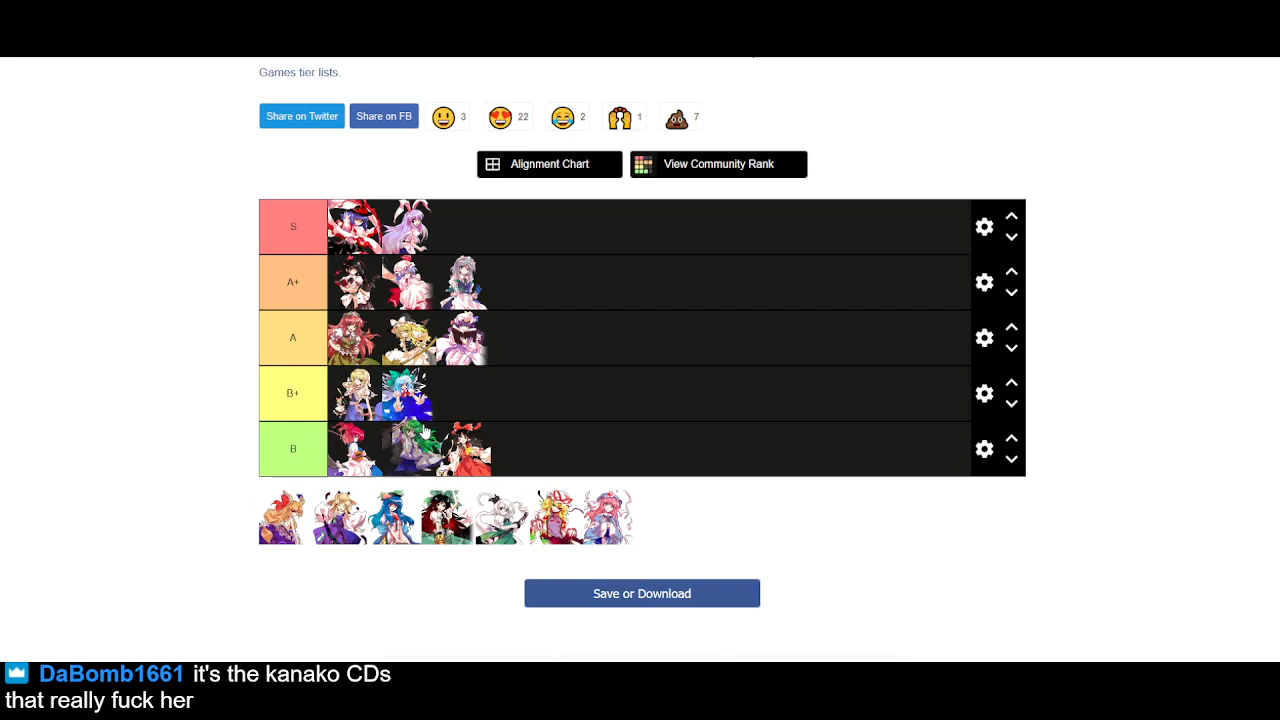 Games tier lists.
Share on Twitter
Share on FB
3
22
2
1
7
Alignment Chart
View Community Rank
S
A+
A
B+
B
Save or Download
DaBomb1661 it's the kanako CDs
that really fuck her